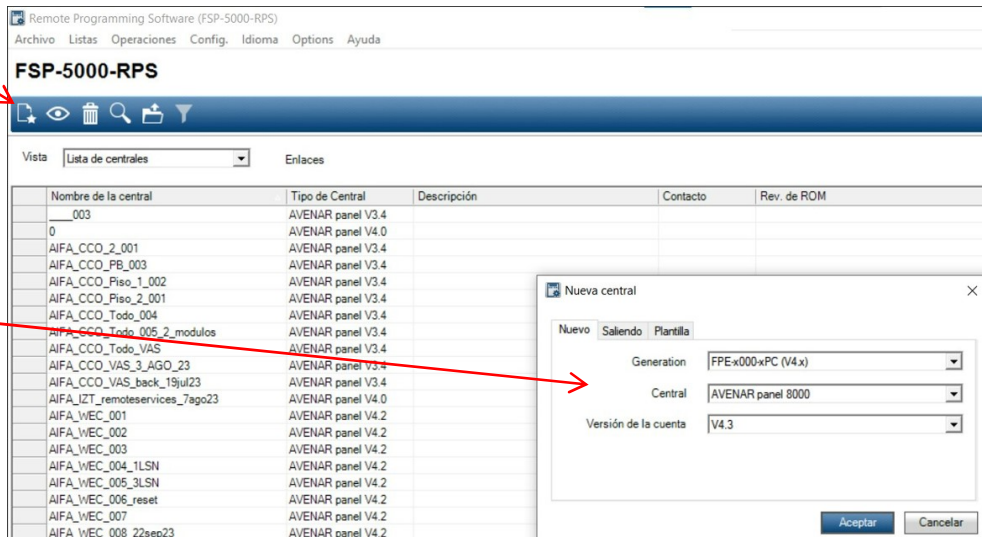 Remote Programming Software (FSP-5000-RPS)
Archivo Listas Operaciones Config. Idioma Options Ayuda
FSP-5000-RPS
Vista Lista de centrales Enlaces
Nombre de la central Tipo de Central Descripción Contacto Rev. de ROM
____003 AVENAR panel V3.4
0 AVENAR panel V4.0
AIFA_CCO_2_001 AVENAR panel V3.4
AIFA_CCO_PB_003 AVENAR panel V3.4
AIFA_CCO_Piso_1_002 AVENAR panel V3.4
AIFA_CCO_Piso_2_001 AVENAR panel V3.4
AIFA_CCO_Todo_004 AVENAR panel V3.4
AIFA_CCO_Todo_005_2_modulos AVENAR panel V3.4
AIFA_CCO_Todo_VAS AVENAR panel V3.4
AIFA_CCO_VAS_3_AGO_23 AVENAR panel V3.4
AIFA_CCO_VAS_back_19jul23 AVENAR panel V3.4
AIFA_IZT_remoteservices_7ago23 AVENAR panel V4.0
AIFA_WEC_001 AVENAR panel V4.2
AIFA_WEC_002 AVENAR panel V4.2
AIFA_WEC_003 AVENAR panel V4.2
AIFA_WEC_004_1LSN AVENAR panel V4.2
AIFA_WEC_005_3LSN AVENAR panel V4.2
AIFA_WEC_006_reset AVENAR panel V4.2
AIFA_WEC_007 AVENAR panel V4.2
AIFA_WEC_008_22sep23 AVENAR panel V4.2
Nueva central
Nuevo Saliendo Plantilla
Generation FPE-x000-xPC (V4.x)
Central AVENAR panel 8000
Versión de la cuenta V4.3
Aceptar Cancelar